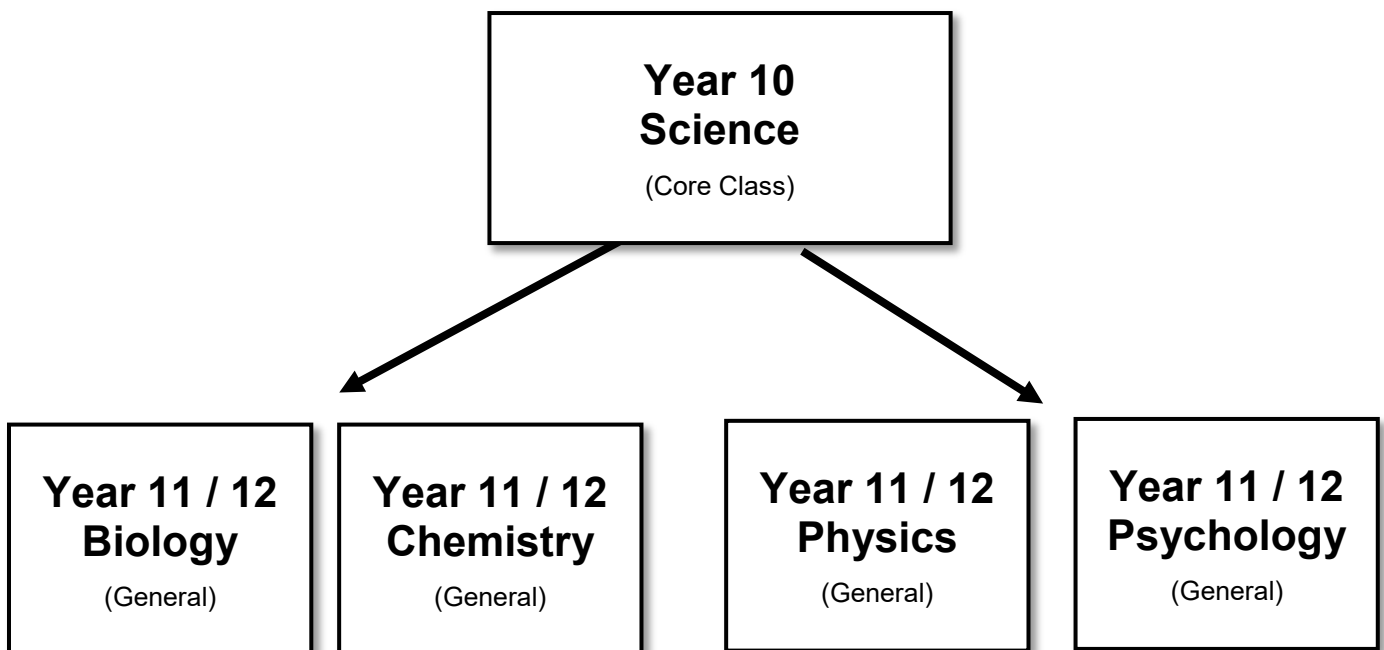 Year 10
Science
(Core Class)
Year 11 / 12
Biology
(General)
Year 11 / 12
Chemistry
(General)
Year 11 / 12
Physics
(General)
Year 11 / 12
Psychology
(General)